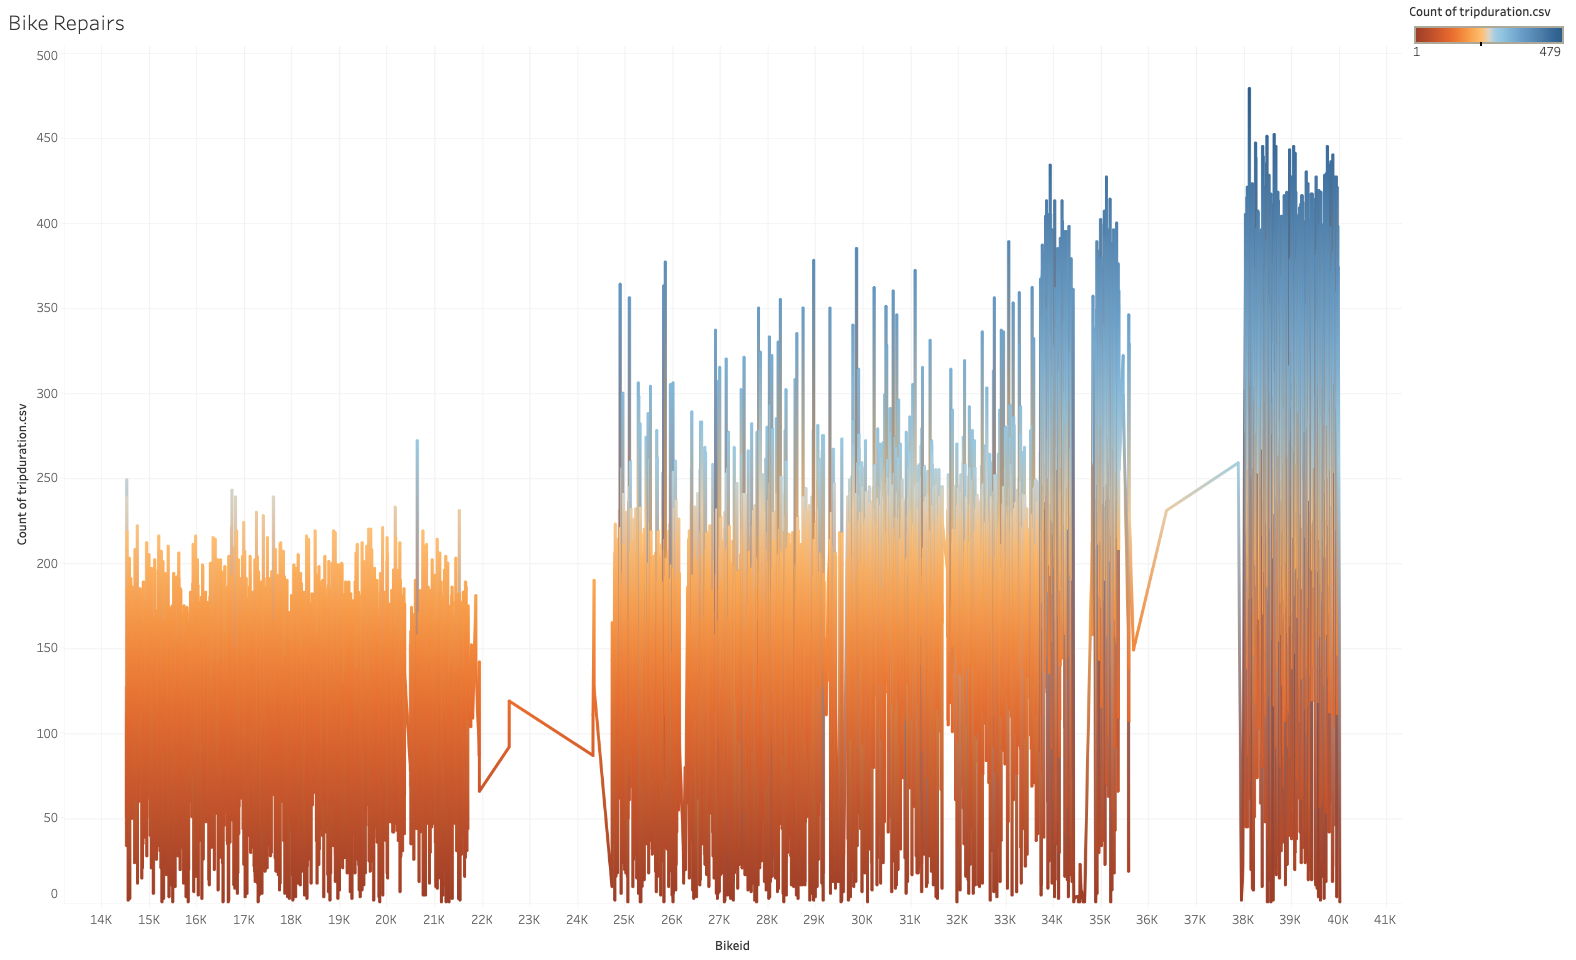 Bike Repairs
Count of tripduration.csv
1 479
500
450
400
350
300
250
200
150
100
50
0
Count of tripduration.csv
14K 15K 16K 17K 18K 19K 20K 21K 22K 23K 24K 25K 26K 27K 28K 29K 30K 31K 32K 33K 34K 35K 36K 37K 38K 39K 40K 41K
Bikeid